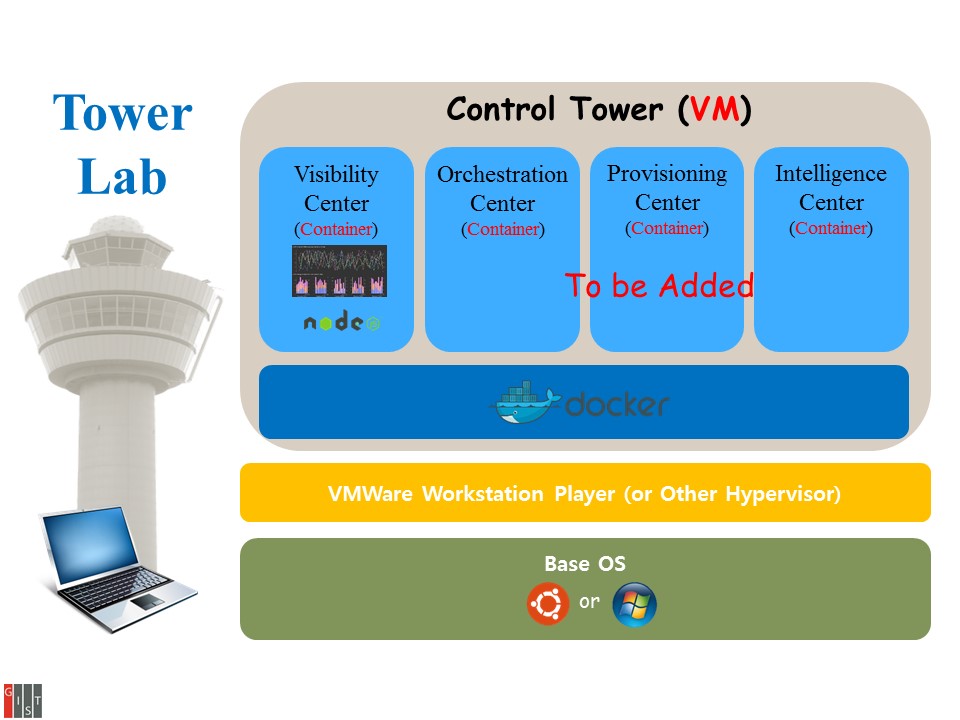 Tower
Lab
Control Tower (VM)
Visibility
Center
(Container)
node
Orchestration
Center
(Container)
Provisioning
Center
(Container)
Intelligence
Center
(Container)
To be Added
docker
VMWare Workstation Player (or Other Hypervisor)
Base OS
or
GIST